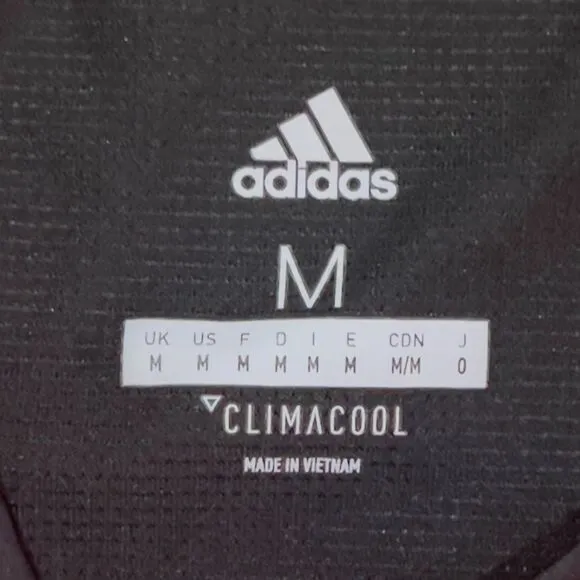 adidas
M
UK US F D I E CDN J
M M M M M M M/M O
CLIMACOOL
MADE IN VIETNAM